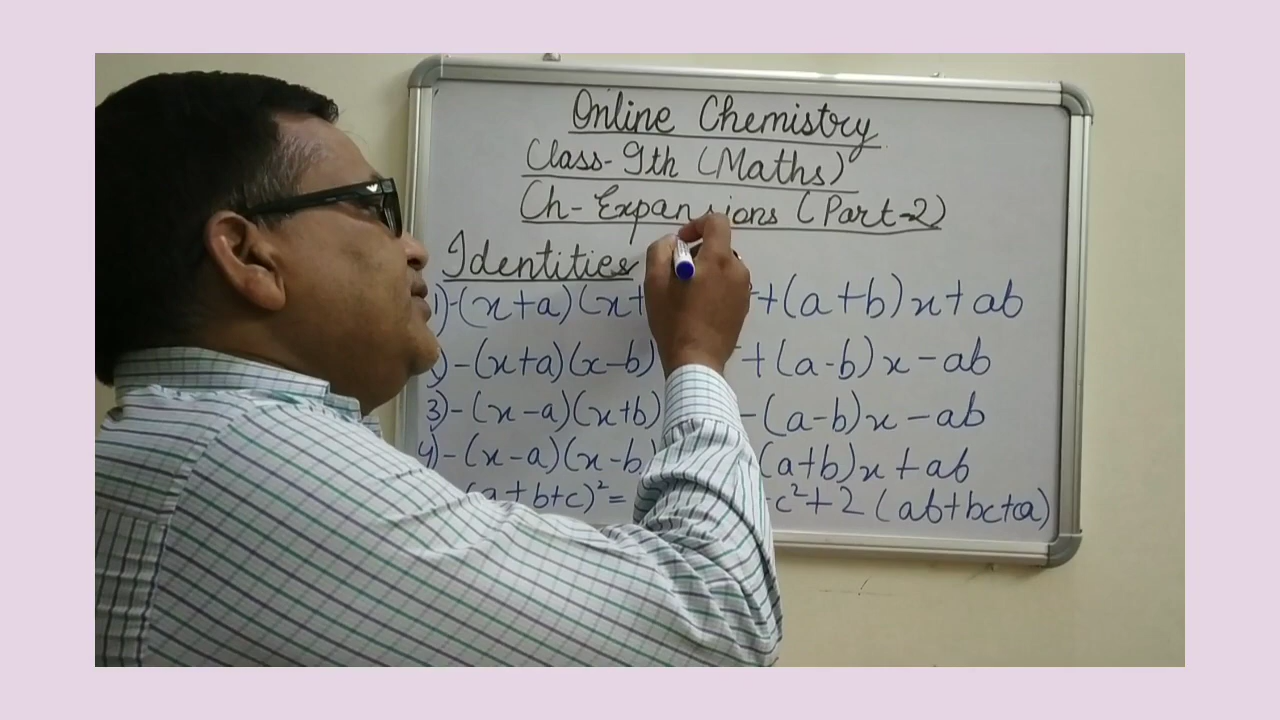 Online Chemistry
Class-9th (Maths)
Ch- Expansions (Part-2)
Identities
1)-(x+a)(x+ +(a+b)x+ab
-(x+a)(x-b) +(a-b)x-ab
3)-(x-a)(x+b) -(a-b)x-ab
4)-(x-a)(x-b) (a+b)x+ab
(a+b+c)²= c²+2(ab+bc+ca)